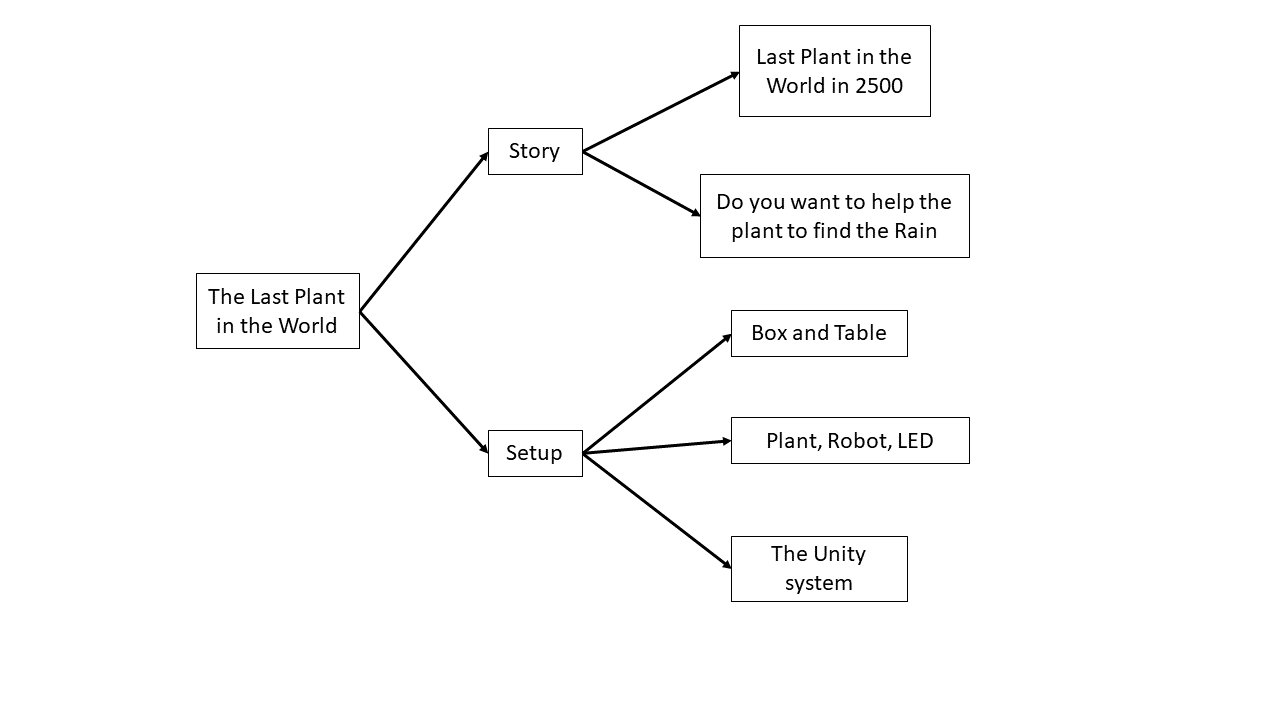 The Last Plant
in the World
Story
Last Plant in the
World in 2500
Do you want to help the
plant to find the Rain
Setup
Box and Table
Plant, Robot, LED
The Unity
system